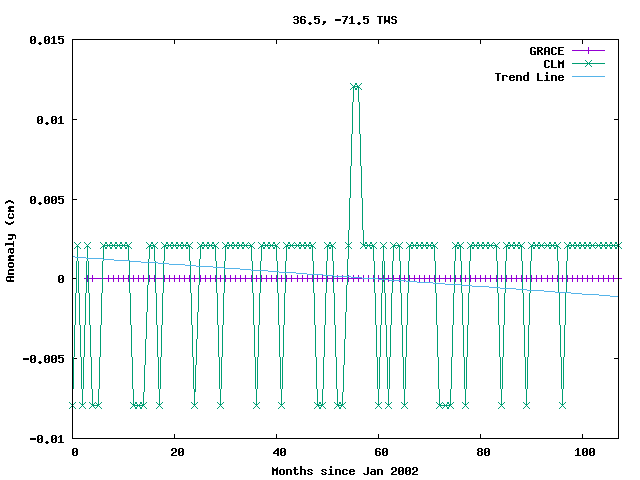 36.5, -71.5 TWS
0.015
0.01
0.005
0
-0.005
-0.01
Anomaly (cm)
GRACE
CLM
Trend Line
0 20 40 60 80 100
Months since Jan 2002